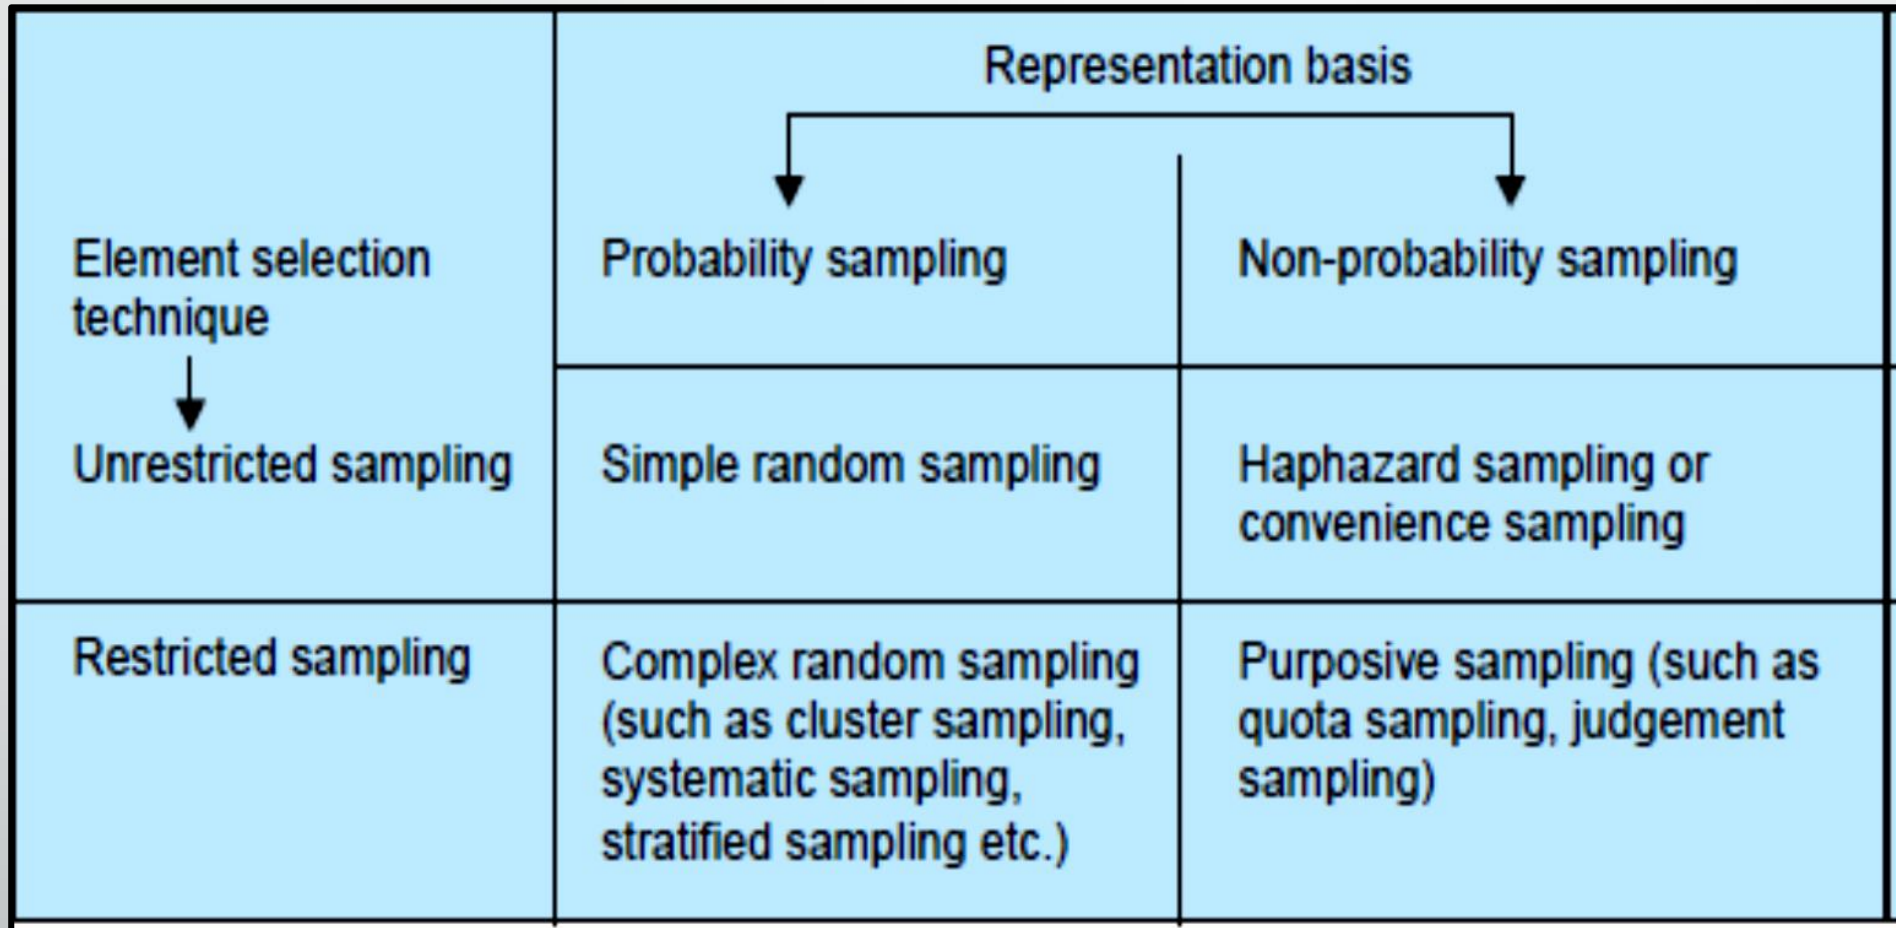 Representation basis
Element selection
technique
Probability sampling
Non-probability sampling
Unrestricted sampling
Simple random sampling
Haphazard sampling or
convenience sampling
Restricted sampling
Complex random sampling
(such as cluster sampling,
systematic sampling,
stratified sampling etc.)
Purposive sampling (such as
quota sampling, judgement
sampling)